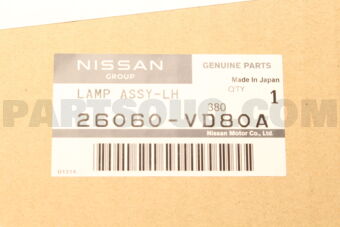 NISSAN
GROUP
GENUINE PARTS
Made in Japan
LAMP ASSY-LH
Q'TY
380
1
26060-VD80A
Nissan Motor Co., Ltd.
PARTSOUQ.COM